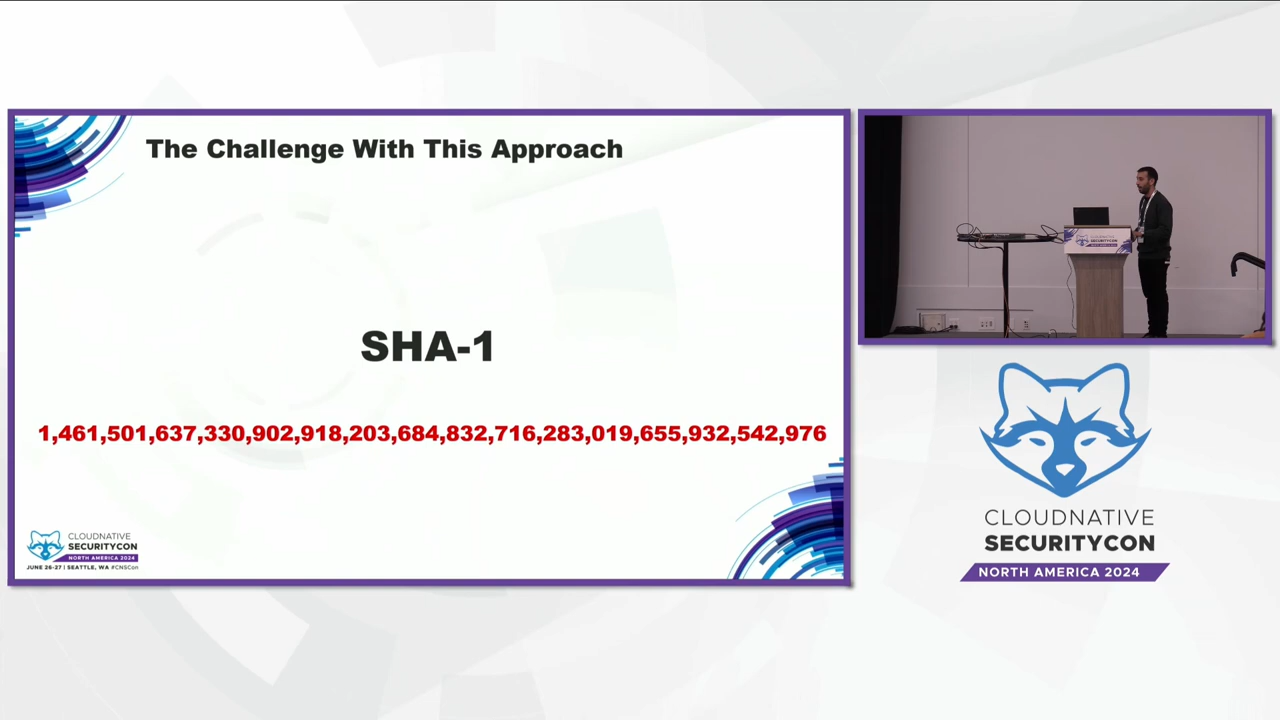 The Challenge With This Approach
SHA-1
1,461,501,637,330,902,918,203,684,832,716,283,019,655,932,542,976
CLOUDNATIVE
SECURITYCON
NORTH AMERICA 2024
JUNE 26-27 | SEATTLE, WA #CNSCon
CLOUDNATIVE
SECURITYCON
CLOUDNATIVE
SECURITYCON
NORTH AMERICA 2024